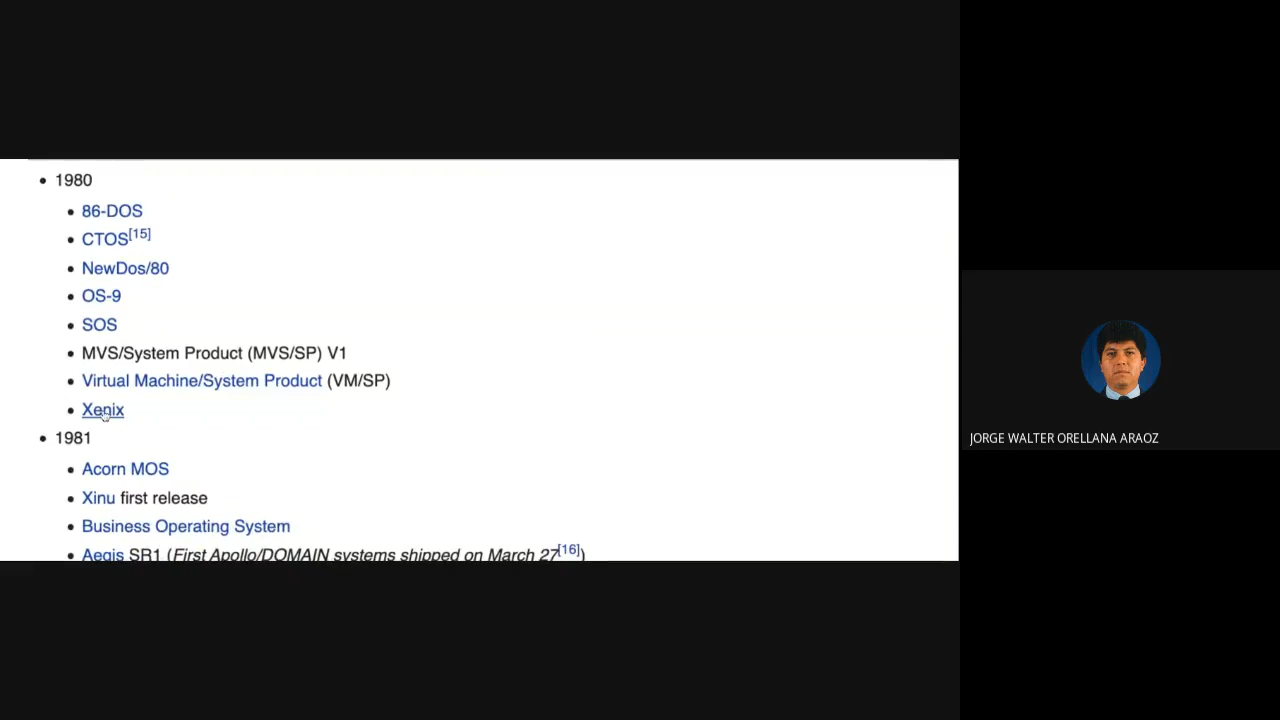 1980
86-DOS
CTOS[15]
NewDos/80
OS-9
SOS
MVS/System Product (MVS/SP) V1
Virtual Machine/System Product (VM/SP)
Xenix
1981
Acorn MOS
Xinu first release
Business Operating System
Aegis SR1 (First Apollo/DOMAIN systems shipped on March 27[16])
JORGE WALTER ORELLANA ARAOZ